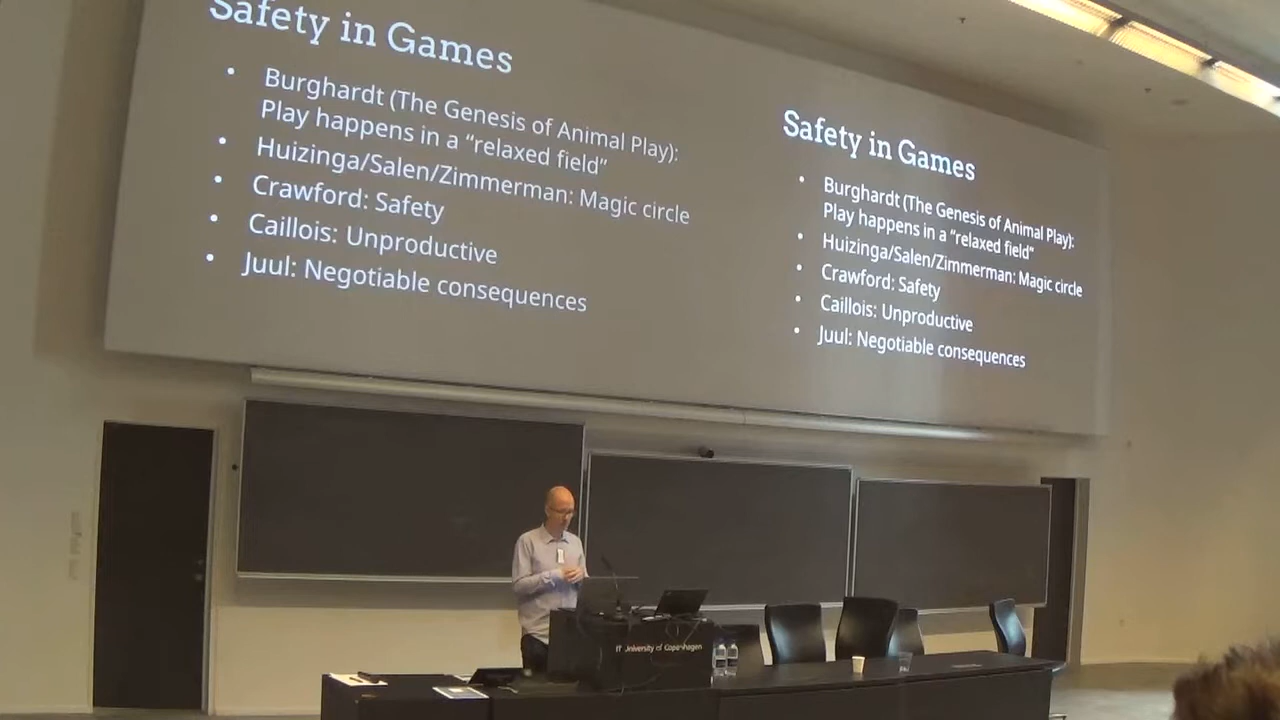 Safety in Games
• Burghardt (The Genesis of Animal Play):
Play happens in a “relaxed field”
• Huizinga/Salen/Zimmerman: Magic circle
• Crawford: Safety
• Caillois: Unproductive
• Juul: Negotiable consequences
Safety in Games
• Burghardt (The Genesis of Animal Play):
Play happens in a “relaxed field”
• Huizinga/Salen/Zimmerman: Magic circle
• Crawford: Safety
• Caillois: Unproductive
• Juul: Negotiable consequences
IT University of Copenhagen